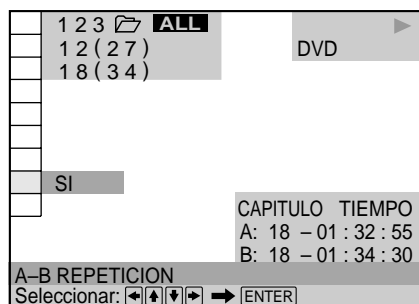 1 2 3 ALL
1 2 ( 2 7 )
1 8 ( 3 4 )
DVD
SI
CAPITULO TIEMPO
A: 18 – 01 : 32 : 55
B: 18 – 01 : 34 : 30
A–B REPETICION
Seleccionar: ENTER